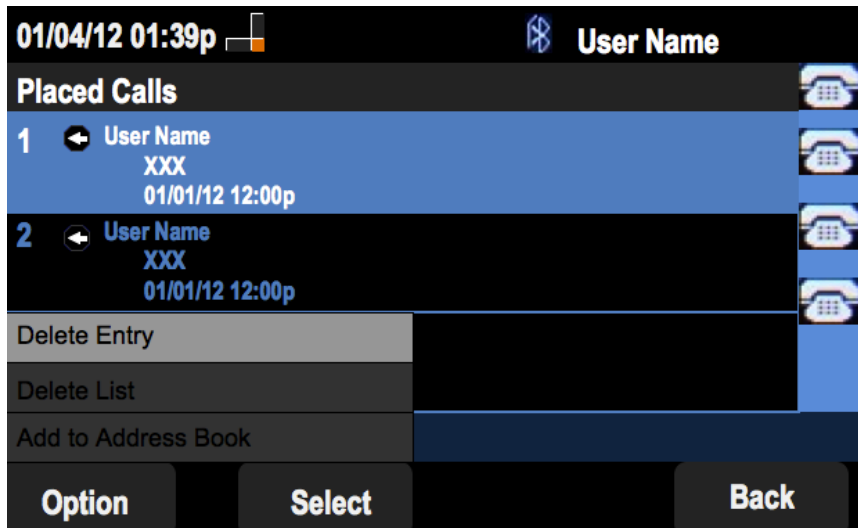 01/04/12 01:39p
User Name
Placed Calls
1 User Name
XXX
01/01/12 12:00p
2 User Name
XXX
01/01/12 12:00p
Delete Entry
Delete List
Add to Address Book
Option Select Back